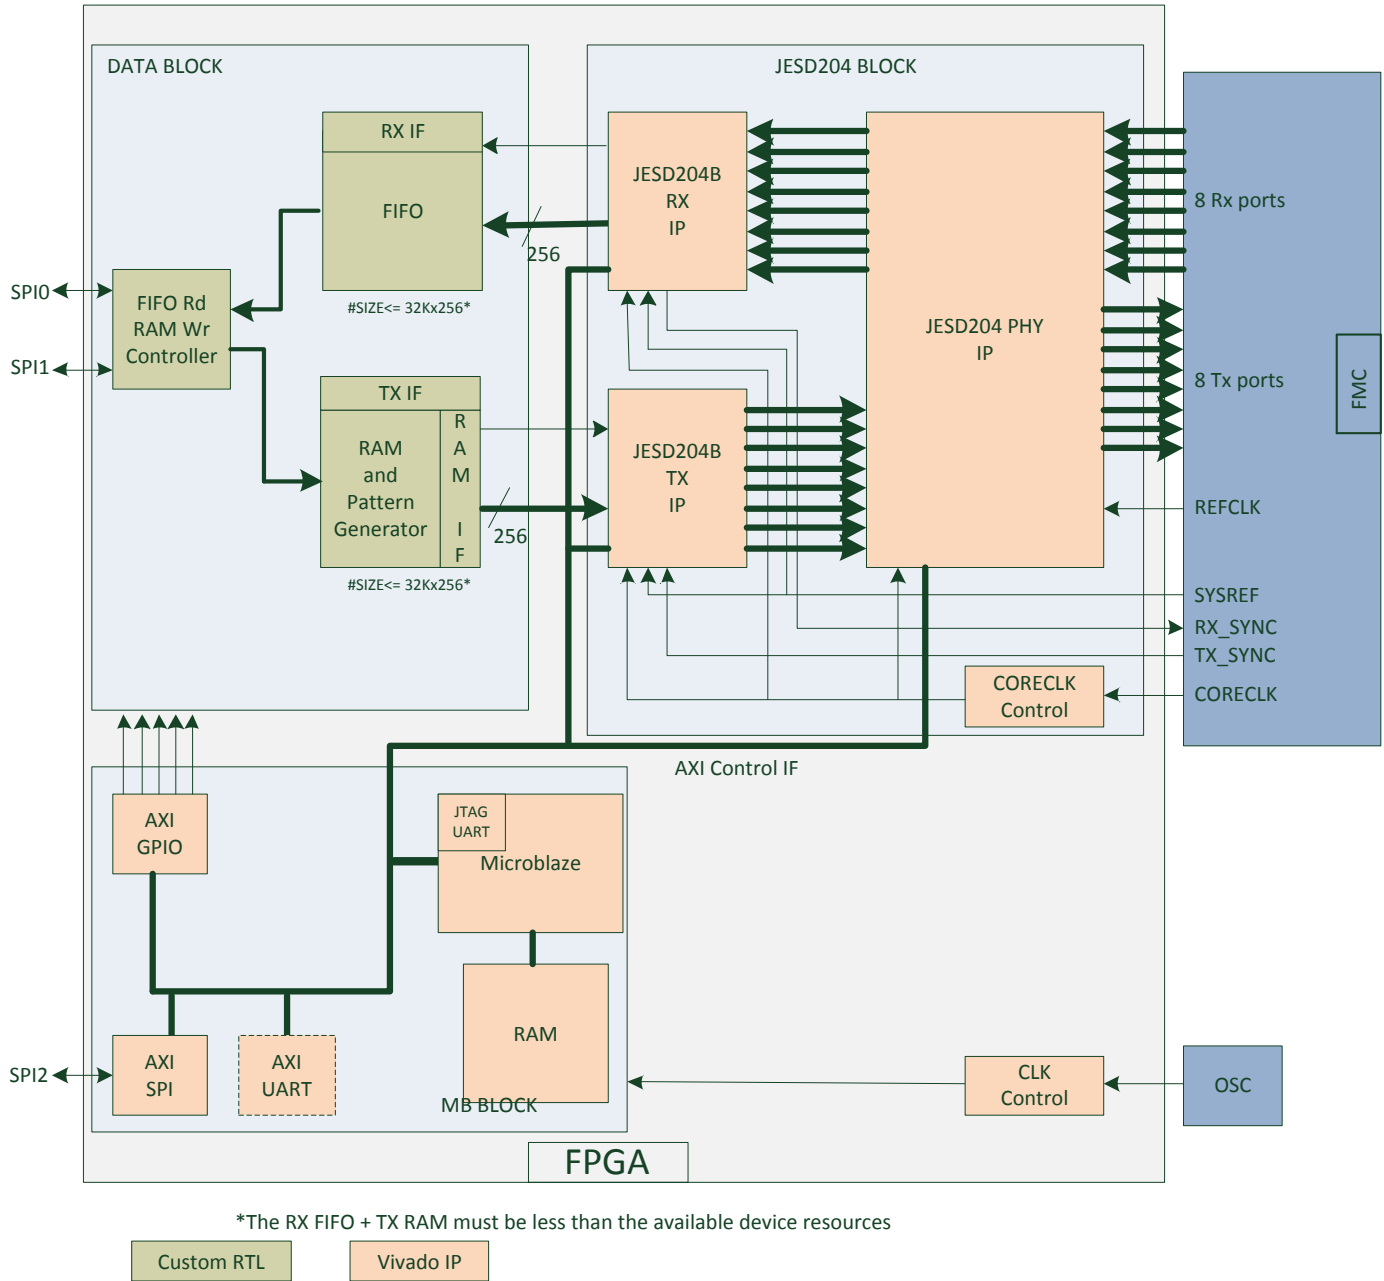 DATA BLOCK
JESD204 BLOCK
RX IF
FIFO
#SIZE<= 32Kx256*
256
JESD204B
RX
IP
JESD204 PHY
IP
8 Rx ports
8 Tx ports
FMC
SPI0
SPI1
FIFO Rd
RAM Wr
Controller
TX IF
RAM
and
Pattern
Generator
R
A
M
I
F
#SIZE<= 32Kx256*
256
JESD204B
TX
IP
REFCLK
SYSREF
RX_SYNC
TX_SYNC
CORECLK
CORECLK
Control
AXI Control IF
AXI
GPIO
JTAG
UART
Microblaze
RAM
SPI2
AXI
SPI
AXI
UART
MB BLOCK
CLK
Control
OSC
FPGA
*The RX FIFO + TX RAM must be less than the available device resources
Custom RTL
Vivado IP